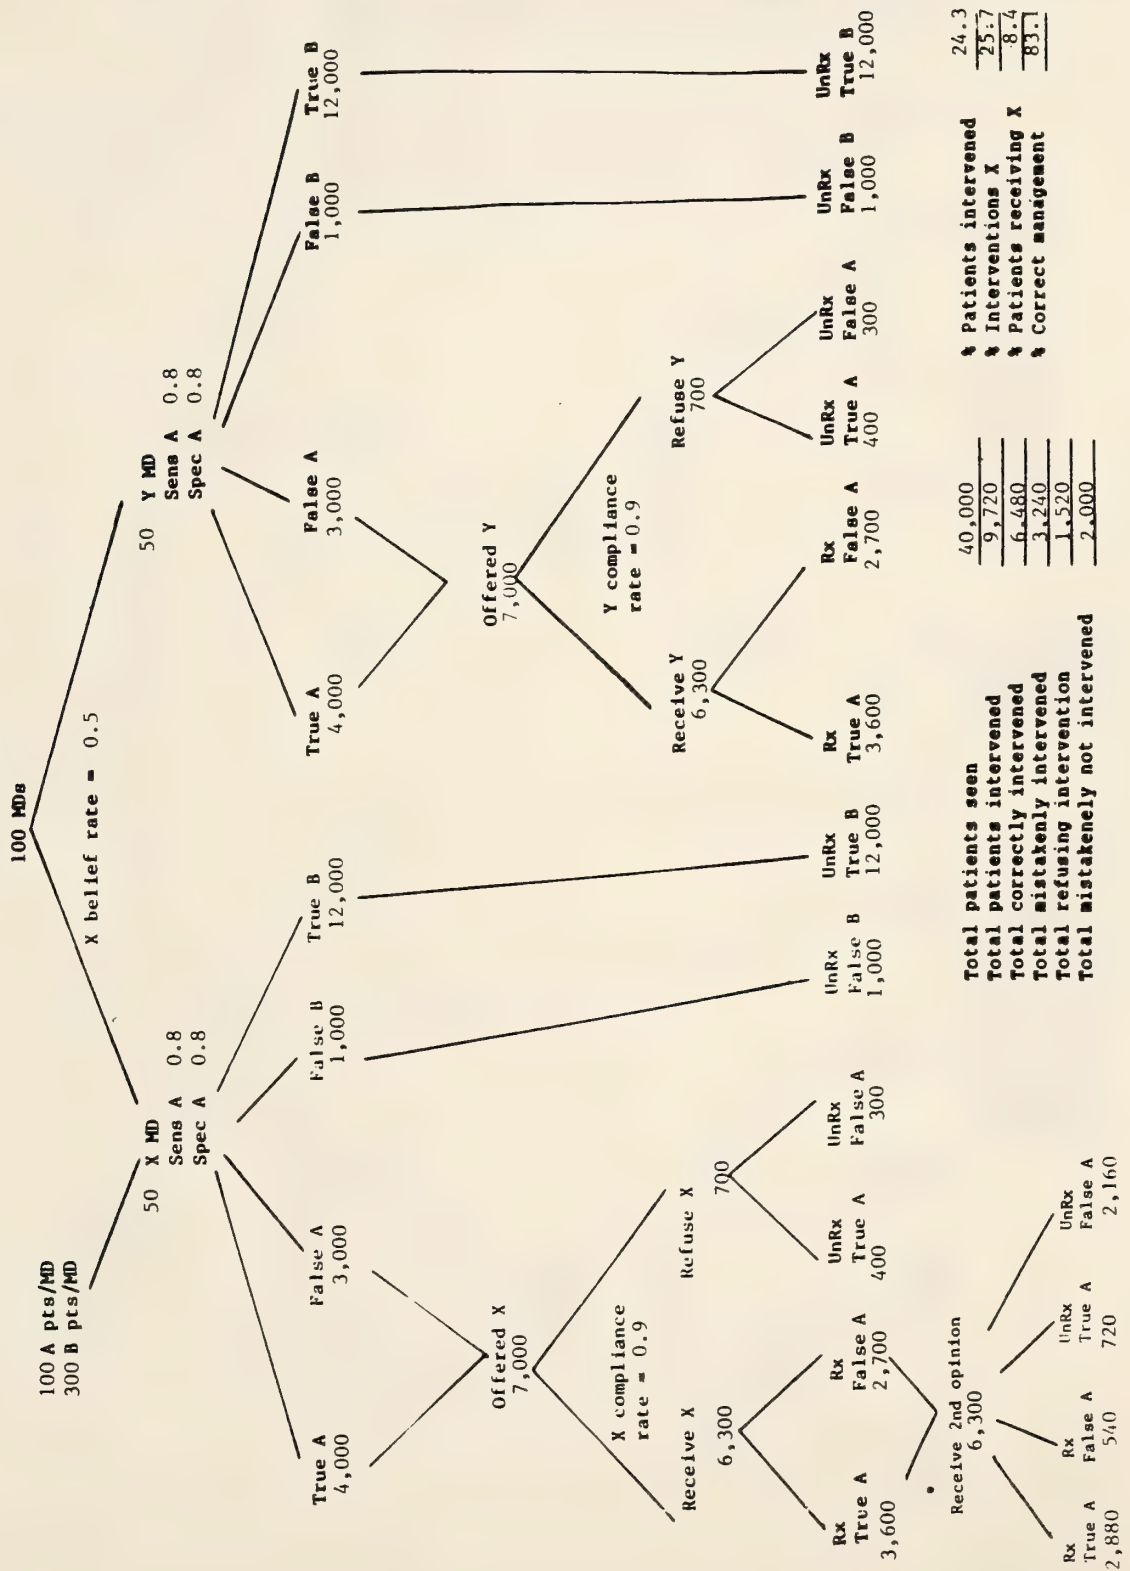 100 MDs
X belief rate = 0.5
100 A pts/MD
300 B pts/MD
50 X MD
Sens A 0.8
Spec A 0.8
50 Y MD
Sens A 0.8
Spec A 0.8
True A
4,000
False A
3,000
False B
1,000
True B
12,000
True A
4,000
False A
3,000
False B
1,000
True B
12,000
Offered X
7,000
Offered Y
7,000
X compliance
rate = 0.9
Y compliance
rate = 0.9
Receive X
6,300
Refuse X
700
Receive Y
6,300
Refuse Y
700
Rx
True A
3,600
Rx
False A
2,700
UnRx
True A
400
UnRx
False A
300
UnRx
False B
1,000
UnRx
True B
12,000
Rx
True A
3,600
Rx
False A
2,700
UnRx
True A
400
UnRx
False A
300
UnRx
False B
1,000
UnRx
True B
12,000
Receive 2nd opinion
6,300
Rx
True A
2,880
Rx
False A
540
UnRx
True A
720
UnRx
False A
2,160
Total patients seen 40,000
Total patients intervened 9,720
Total correctly intervened 6,480
Total mistakenly intervened 3,240
Total refusing intervention 1,520
Total mistakenely not intervened 2,000
% Patients intervened 24.3
% Interventions X 25.7
% Patients receiving X 8.4
% Correct management 83.1